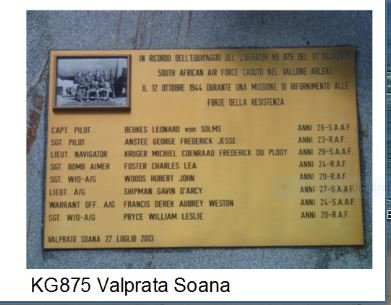 IN RICORDO DELL'EQUIPAGGIO DEL LIBERATOR KG 875 DEL 31° SQUADRON
SOUTH AFRICAN AIR FORCE CADUTO NEL VALLONE ARLENS
IL 12 OTTOBRE 1944 DURANTE UNA MISSIONE DI RIFORNIMENTO ALLE
FORZE DELLA RESISTENZA
CAPT. PILOT BEUKES LEONARD von SOLMS ANNI 26-S.A.A.F.
SGT. PILOT ANSTEE GEORGE FREDERICK JESSE ANNI 23-R.A.F.
LIEUT. NAVIGATOR KRUGER MICHIEL COENRAAD FREDERICK DU PLOOY ANNI 29-S.A.A.F.
SGT. BOMB AIMER FOSTER CHARLES LEA ANNI 24-R.A.F.
SGT. W/O-A/G WOODS HUBERT JOHN ANNI 20-R.A.F.
LIEUT. A/G SHIPMAN GAVIN D'ARCY ANNI 27-S.A.A.F.
WARRANT OFF. A/G FRANCIS DEREK AUBREY WESTON ANNI 24-S.A.A.F.
SGT. W/O-A/G PRYCE WILLIAM LESLIE ANNI 20-R.A.F.
VALPRATO SOANA 27 LUGLIO 2013
KG875 Valprata Soana